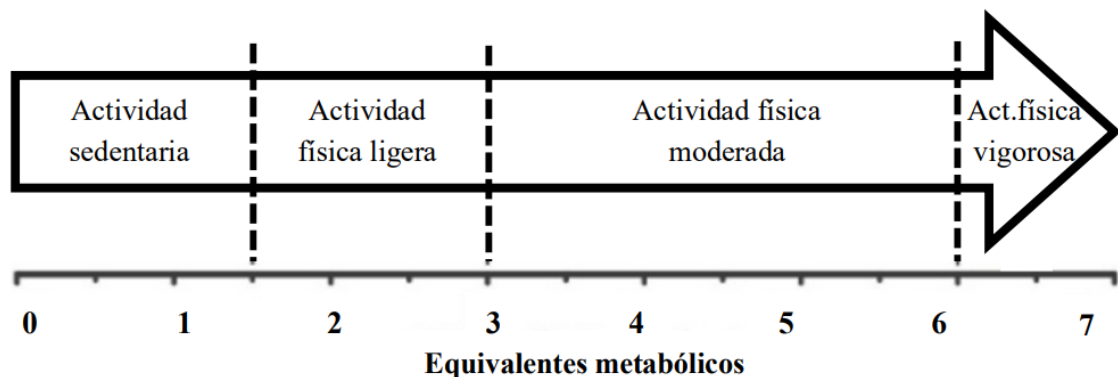 Actividad
sedentaria
Actividad
física ligera
Actividad física
moderada
Act.física
vigorosa
0 1 2 3 4 5 6 7
Equivalentes metabólicos